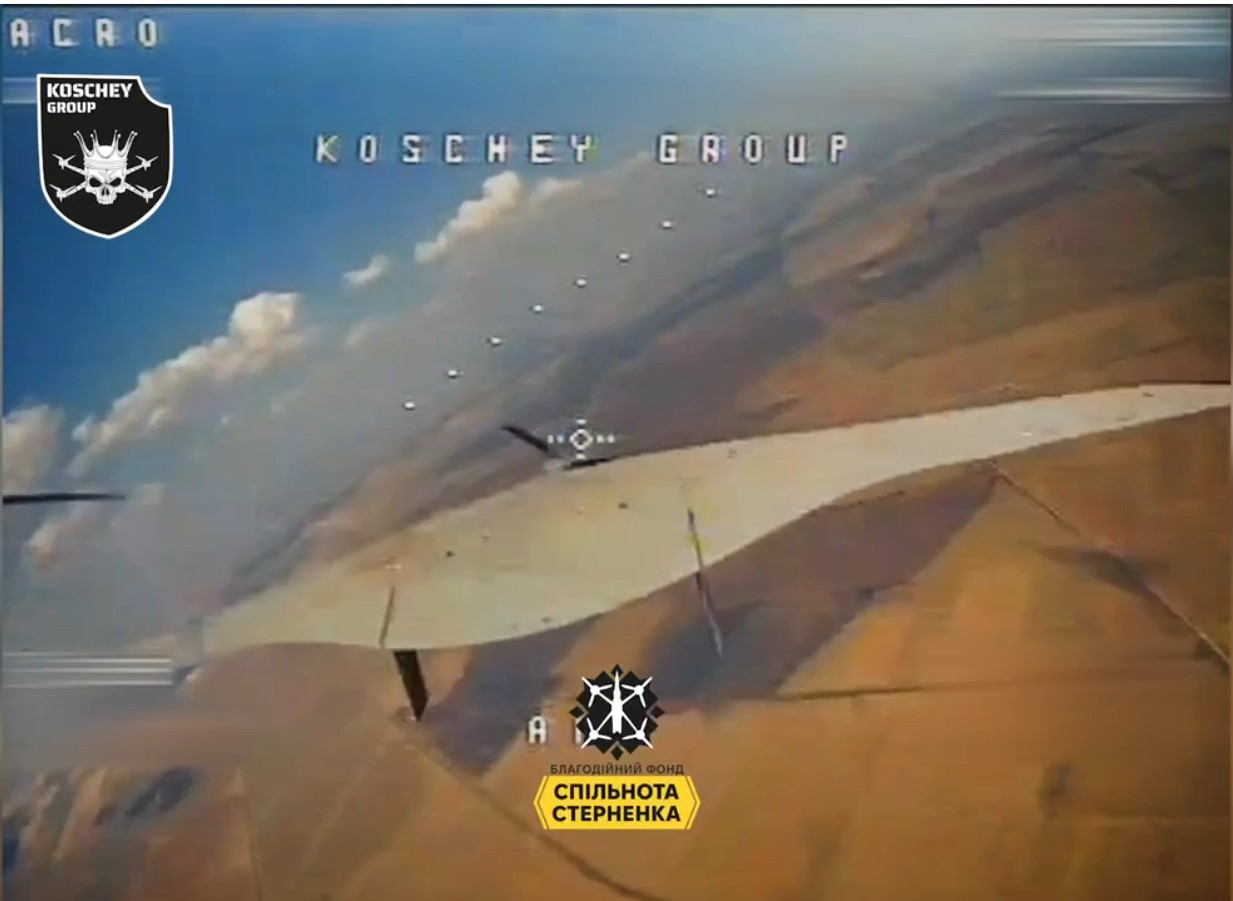 ACRO
KOSCHEY
GROUP
KOSCHEY GROUP
A
БЛАГОДІЙНИЙ ФОНД
СПІЛЬНОТА
СТЕРНЕНКА